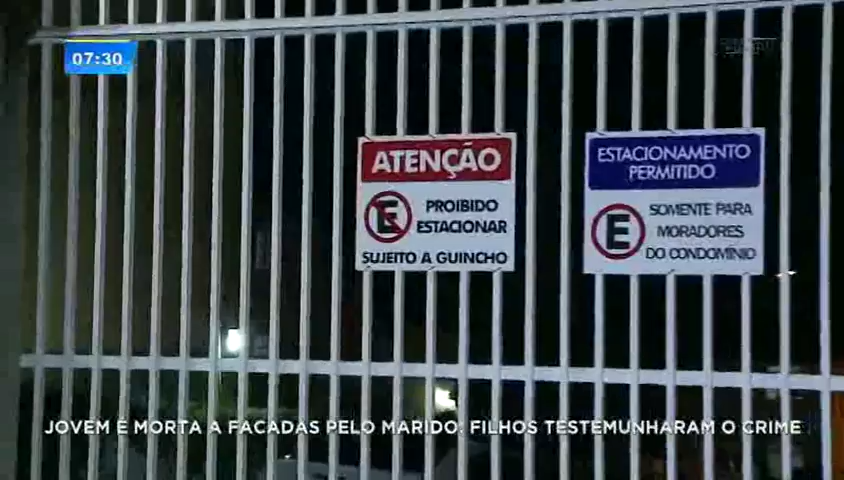 07:30
ATENÇÃO
E
PROIBIDO
ESTACIONAR
SUJEITO A GUINCHO
ESTACIONAMENTO
PERMITIDO
E
SOMENTE PARA
MORADORES
DO CONDOMÍNIO
JOVEM É MORTA A FACADAS PELO MARIDO: FILHOS TESTEMUNHARAM O CRIME